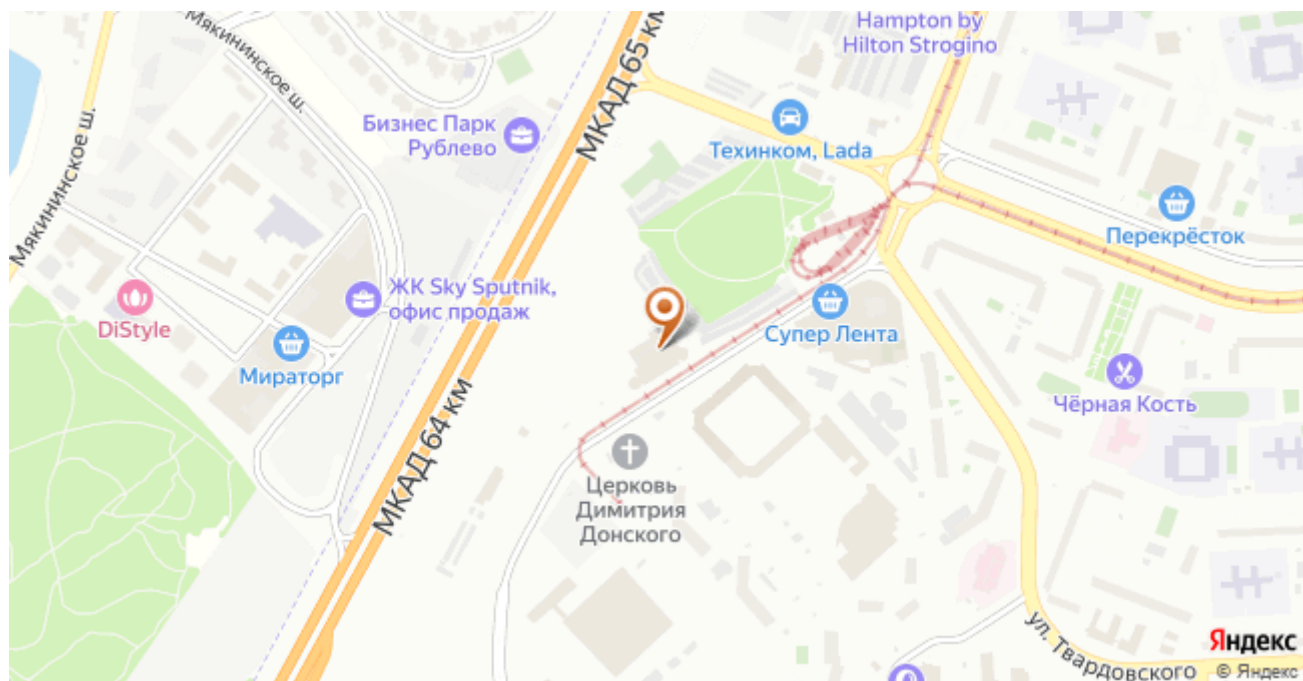 Мякининское ш.
Hampton by
Hilton Strogino
МКАД 65 км
Бизнес Парк
Рублево
Техинком, Lada
Мякининское ш.
Перекрёсток
ЖК Sky Sputnik,
офис продаж
DiStyle
Супер Лента
Мираторг
Чёрная Кость
МКАД 64 км
Церковь
Димитрия
Донского
ул. Твардовского
Яндекс
© Яндекс